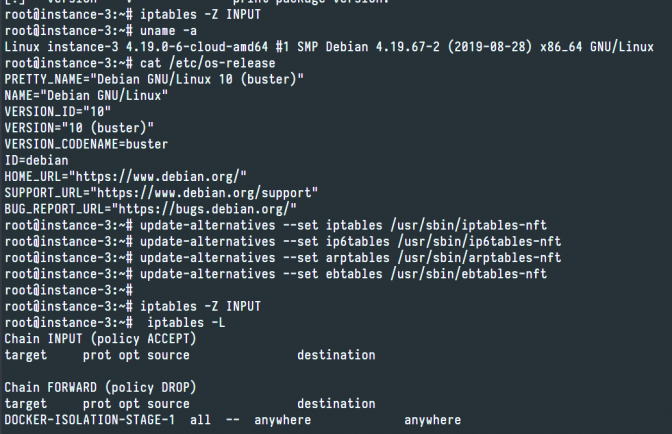 root@instance-3:~# iptables -Z INPUT
root@instance-3:~# uname -a
Linux instance-3 4.19.0-6-cloud-amd64 #1 SMP Debian 4.19.67-2 (2019-08-28) x86_64 GNU/Linux
root@instance-3:~# cat /etc/os-release
PRETTY_NAME="Debian GNU/Linux 10 (buster)"
NAME="Debian GNU/Linux"
VERSION_ID="10"
VERSION="10 (buster)"
VERSION_CODENAME=buster
ID=debian
HOME_URL="https://www.debian.org/"
SUPPORT_URL="https://www.debian.org/support"
BUG_REPORT_URL="https://bugs.debian.org/"
root@instance-3:~# update-alternatives --set iptables /usr/sbin/iptables-nft
root@instance-3:~# update-alternatives --set ip6tables /usr/sbin/ip6tables-nft
root@instance-3:~# update-alternatives --set arptables /usr/sbin/arptables-nft
root@instance-3:~# update-alternatives --set ebtables /usr/sbin/ebtables-nft
root@instance-3:~#
root@instance-3:~# iptables -Z INPUT
root@instance-3:~#  iptables -L
Chain INPUT (policy ACCEPT)
target     prot opt source               destination
Chain FORWARD (policy DROP)
target     prot opt source               destination
DOCKER-ISOLATION-STAGE-1  all  --  anywhere             anywhere